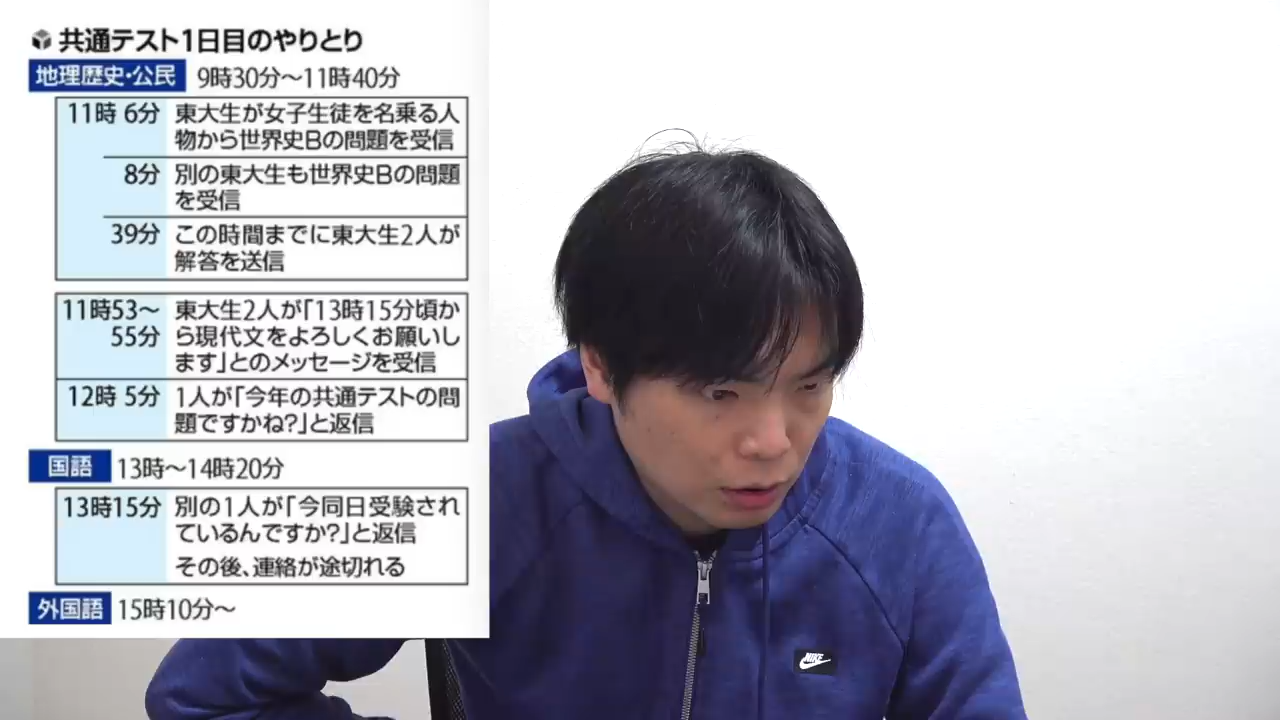 共通テスト1日目のやりとり
地理歴史・公民 9時30分〜11時40分
11時 6分 東大生が女子生徒を名乗る人
物から世界史Bの問題を受信
8分 別の東大生も世界史Bの問題
を受信
39分 この時間までに東大生2人が
解答を送信
11時53〜 東大生2人が「13時15分頃か
55分 ら現代文をよろしくお願いし
ます」とのメッセージを受信
12時 5分 1人が「今年の共通テストの問
題ですかね?」と返信
国語 13時〜14時20分
13時15分 別の1人が「今同日受験され
ているんですか?」と返信
その後、連絡が途切れる
外国語 15時10分〜
NIKE